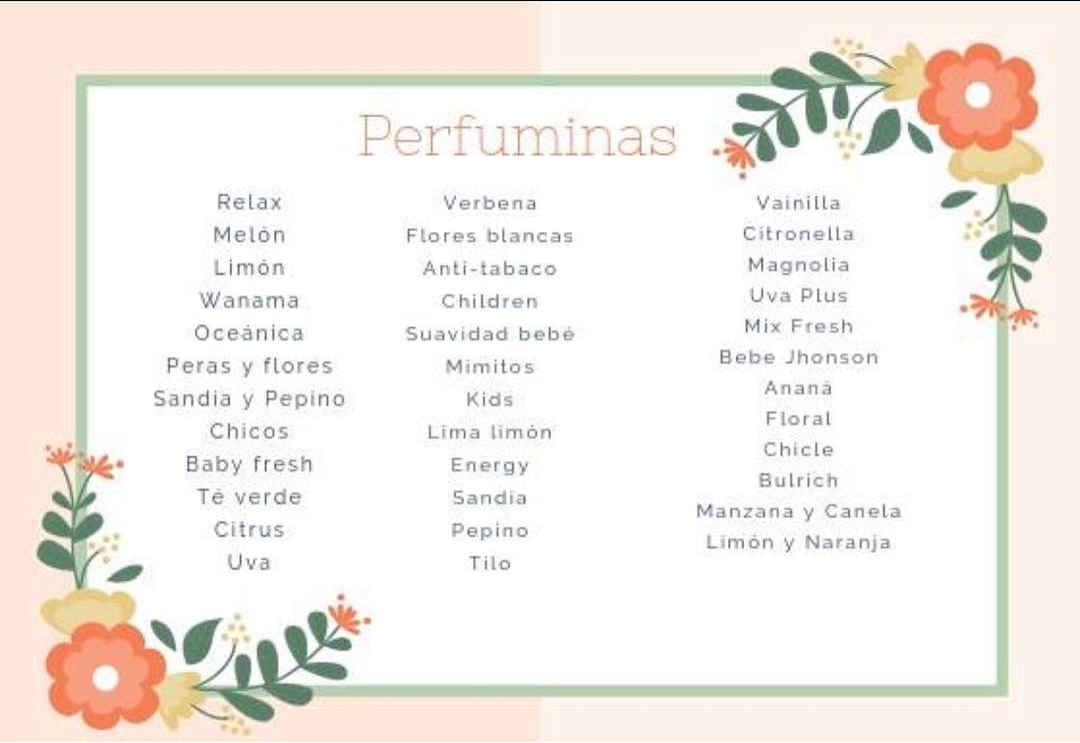 Perfuminas
Relax
Melón
Limón
Wanama
Oceánica
Peras y flores
Sandia y Pepino
Chicos
Baby fresh
Té verde
Citrus
Uva
Verbena
Flores blancas
Anti-tabaco
Children
Suavidad bebé
Mimitos
Kids
Lima limón
Energy
Sandia
Pepino
Tilo
Vainilla
Citronella
Magnolia
Uva Plus
Mix Fresh
Bebe Jhonson
Ananá
Floral
Chicle
Bulrich
Manzana y Canela
Limón y Naranja